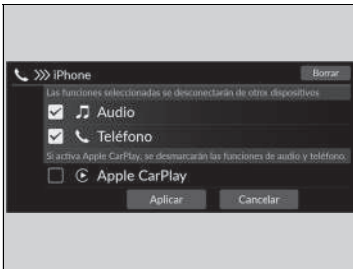 >>> iPhone
Borrar
Las funciones seleccionadas se desconectarán de otros dispositivos
Audio
Teléfono
Si activa Apple CarPlay, se desmarcarán las funciones de audio y teléfono.
Apple CarPlay
Aplicar
Cancelar